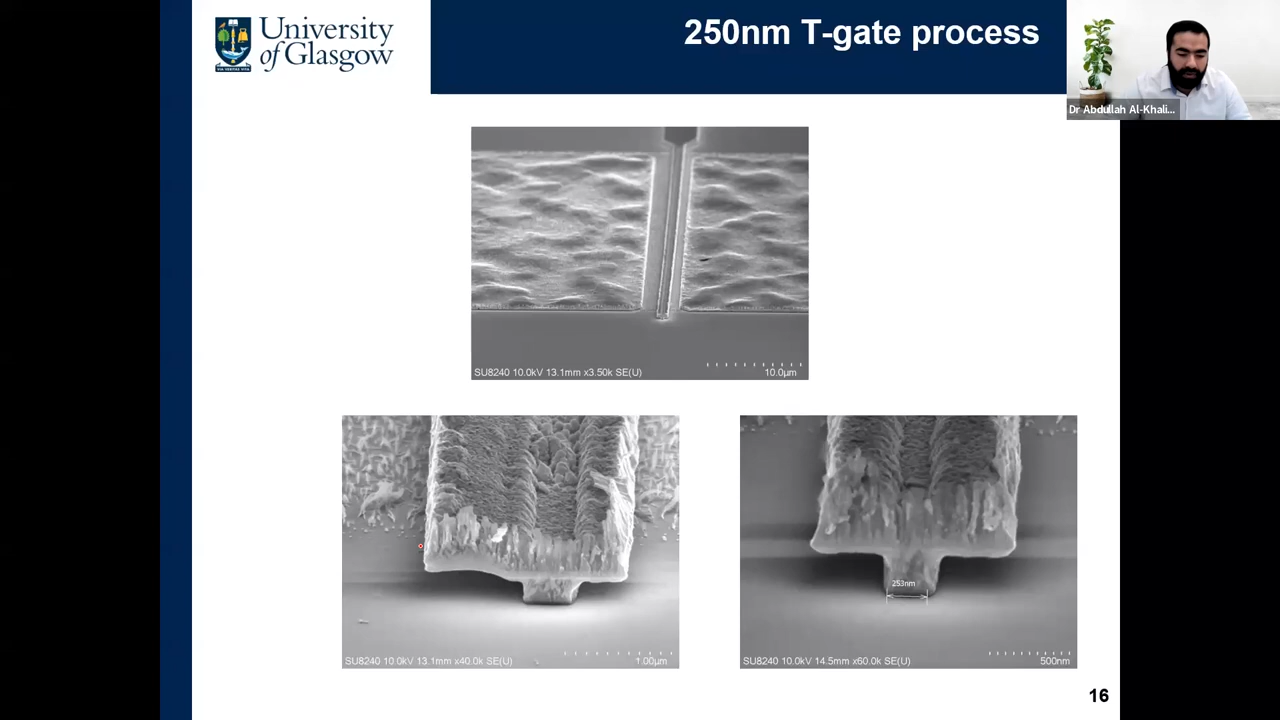 University
of Glasgow
250nm T-gate process
Dr Abdullah Al-Khali...
SU8240 10.0kV 13.1mm x3.50k SE(U)
10.0µm
253nm
SU8240 10.0kV 13.1mm x40.0k SE(U)
1.00µm
SU8240 10.0kV 14.5mm x60.0k SE(U)
500nm
16